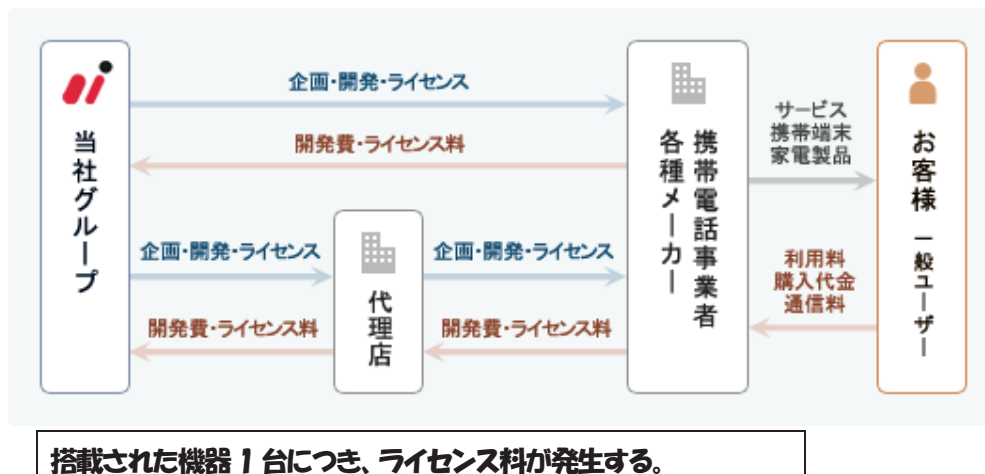 当社グループ
企画・開発・ライセンス
開発費・ライセンス料
企画・開発・ライセンス
開発費・ライセンス料
代理店
企画・開発・ライセンス
開発費・ライセンス料
携帯電話事業者
各種メーカー
サービス
携帯端末
家電製品
利用料
購入代金
通信料
お客様 一般ユーザー
搭載された機器1台につき、ライセンス料が発生する。